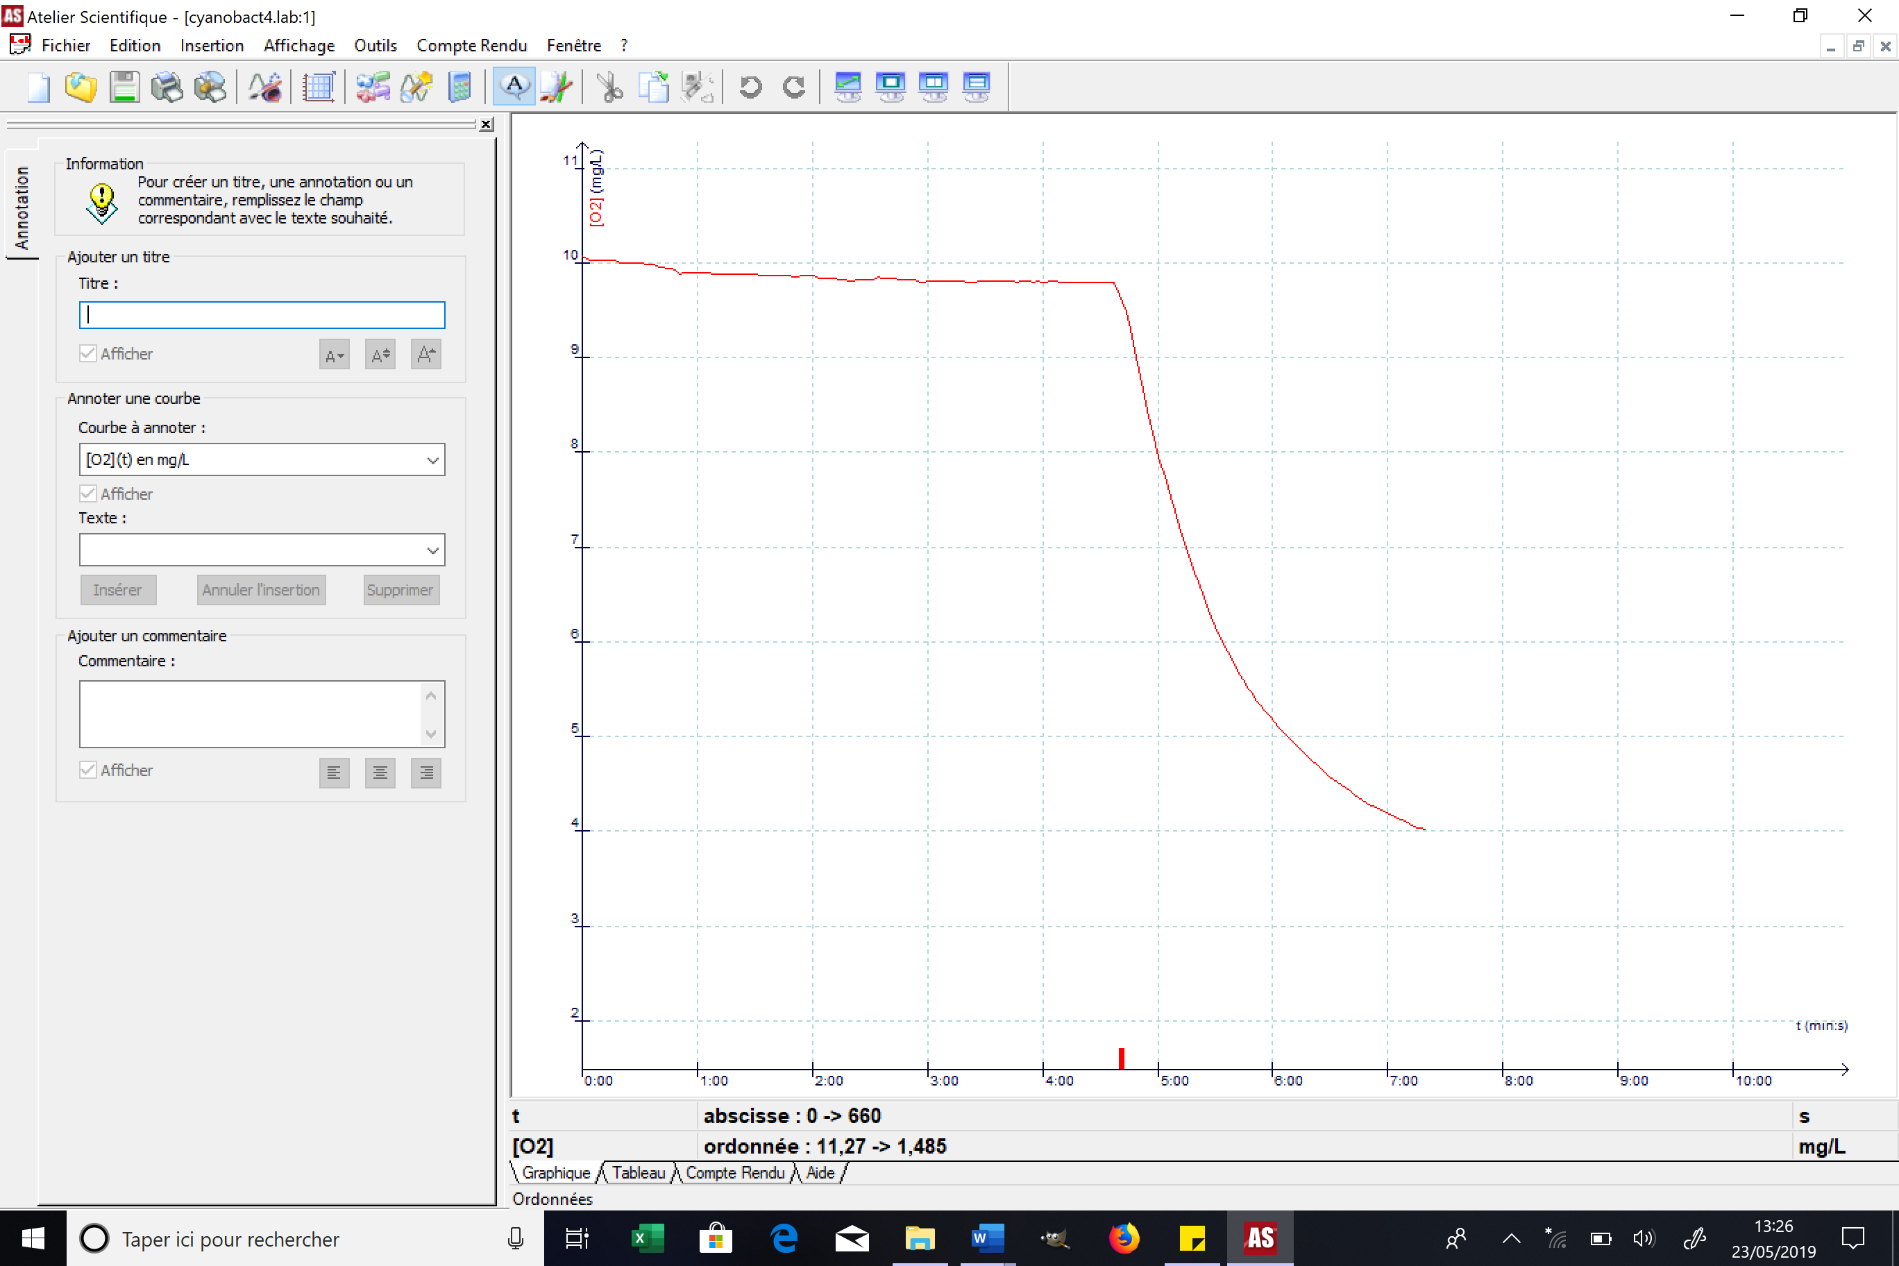 AS Atelier Scientifique - [cyanobact4.lab:1]
Fichier Edition Insertion Affichage Outils Compte Rendu Fenêtre ?
Annotation
Information
Pour créer un titre, une annotation ou un
commentaire, remplissez le champ
correspondant avec le texte souhaité.
Ajouter un titre
Titre :
Afficher
Annoter une courbe
Courbe à annoter :
[O2](t) en mg/L
Afficher
Texte :
Insérer Annuler l'insertion Supprimer
Ajouter un commentaire
Commentaire :
Afficher
[O2] (mg/L)
11
10
9
8
7
6
5
4
3
2
t (min:s)
0:00 1:00 2:00 3:00 4:00 5:00 6:00 7:00 8:00 9:00 10:00
t abscisse : 0 -> 660 s
[O2] ordonnée : 11,27 -> 1,485 mg/L
Graphique Tableau Compte Rendu Aide
Ordonnées
Taper ici pour rechercher
AS
13:26
23/05/2019